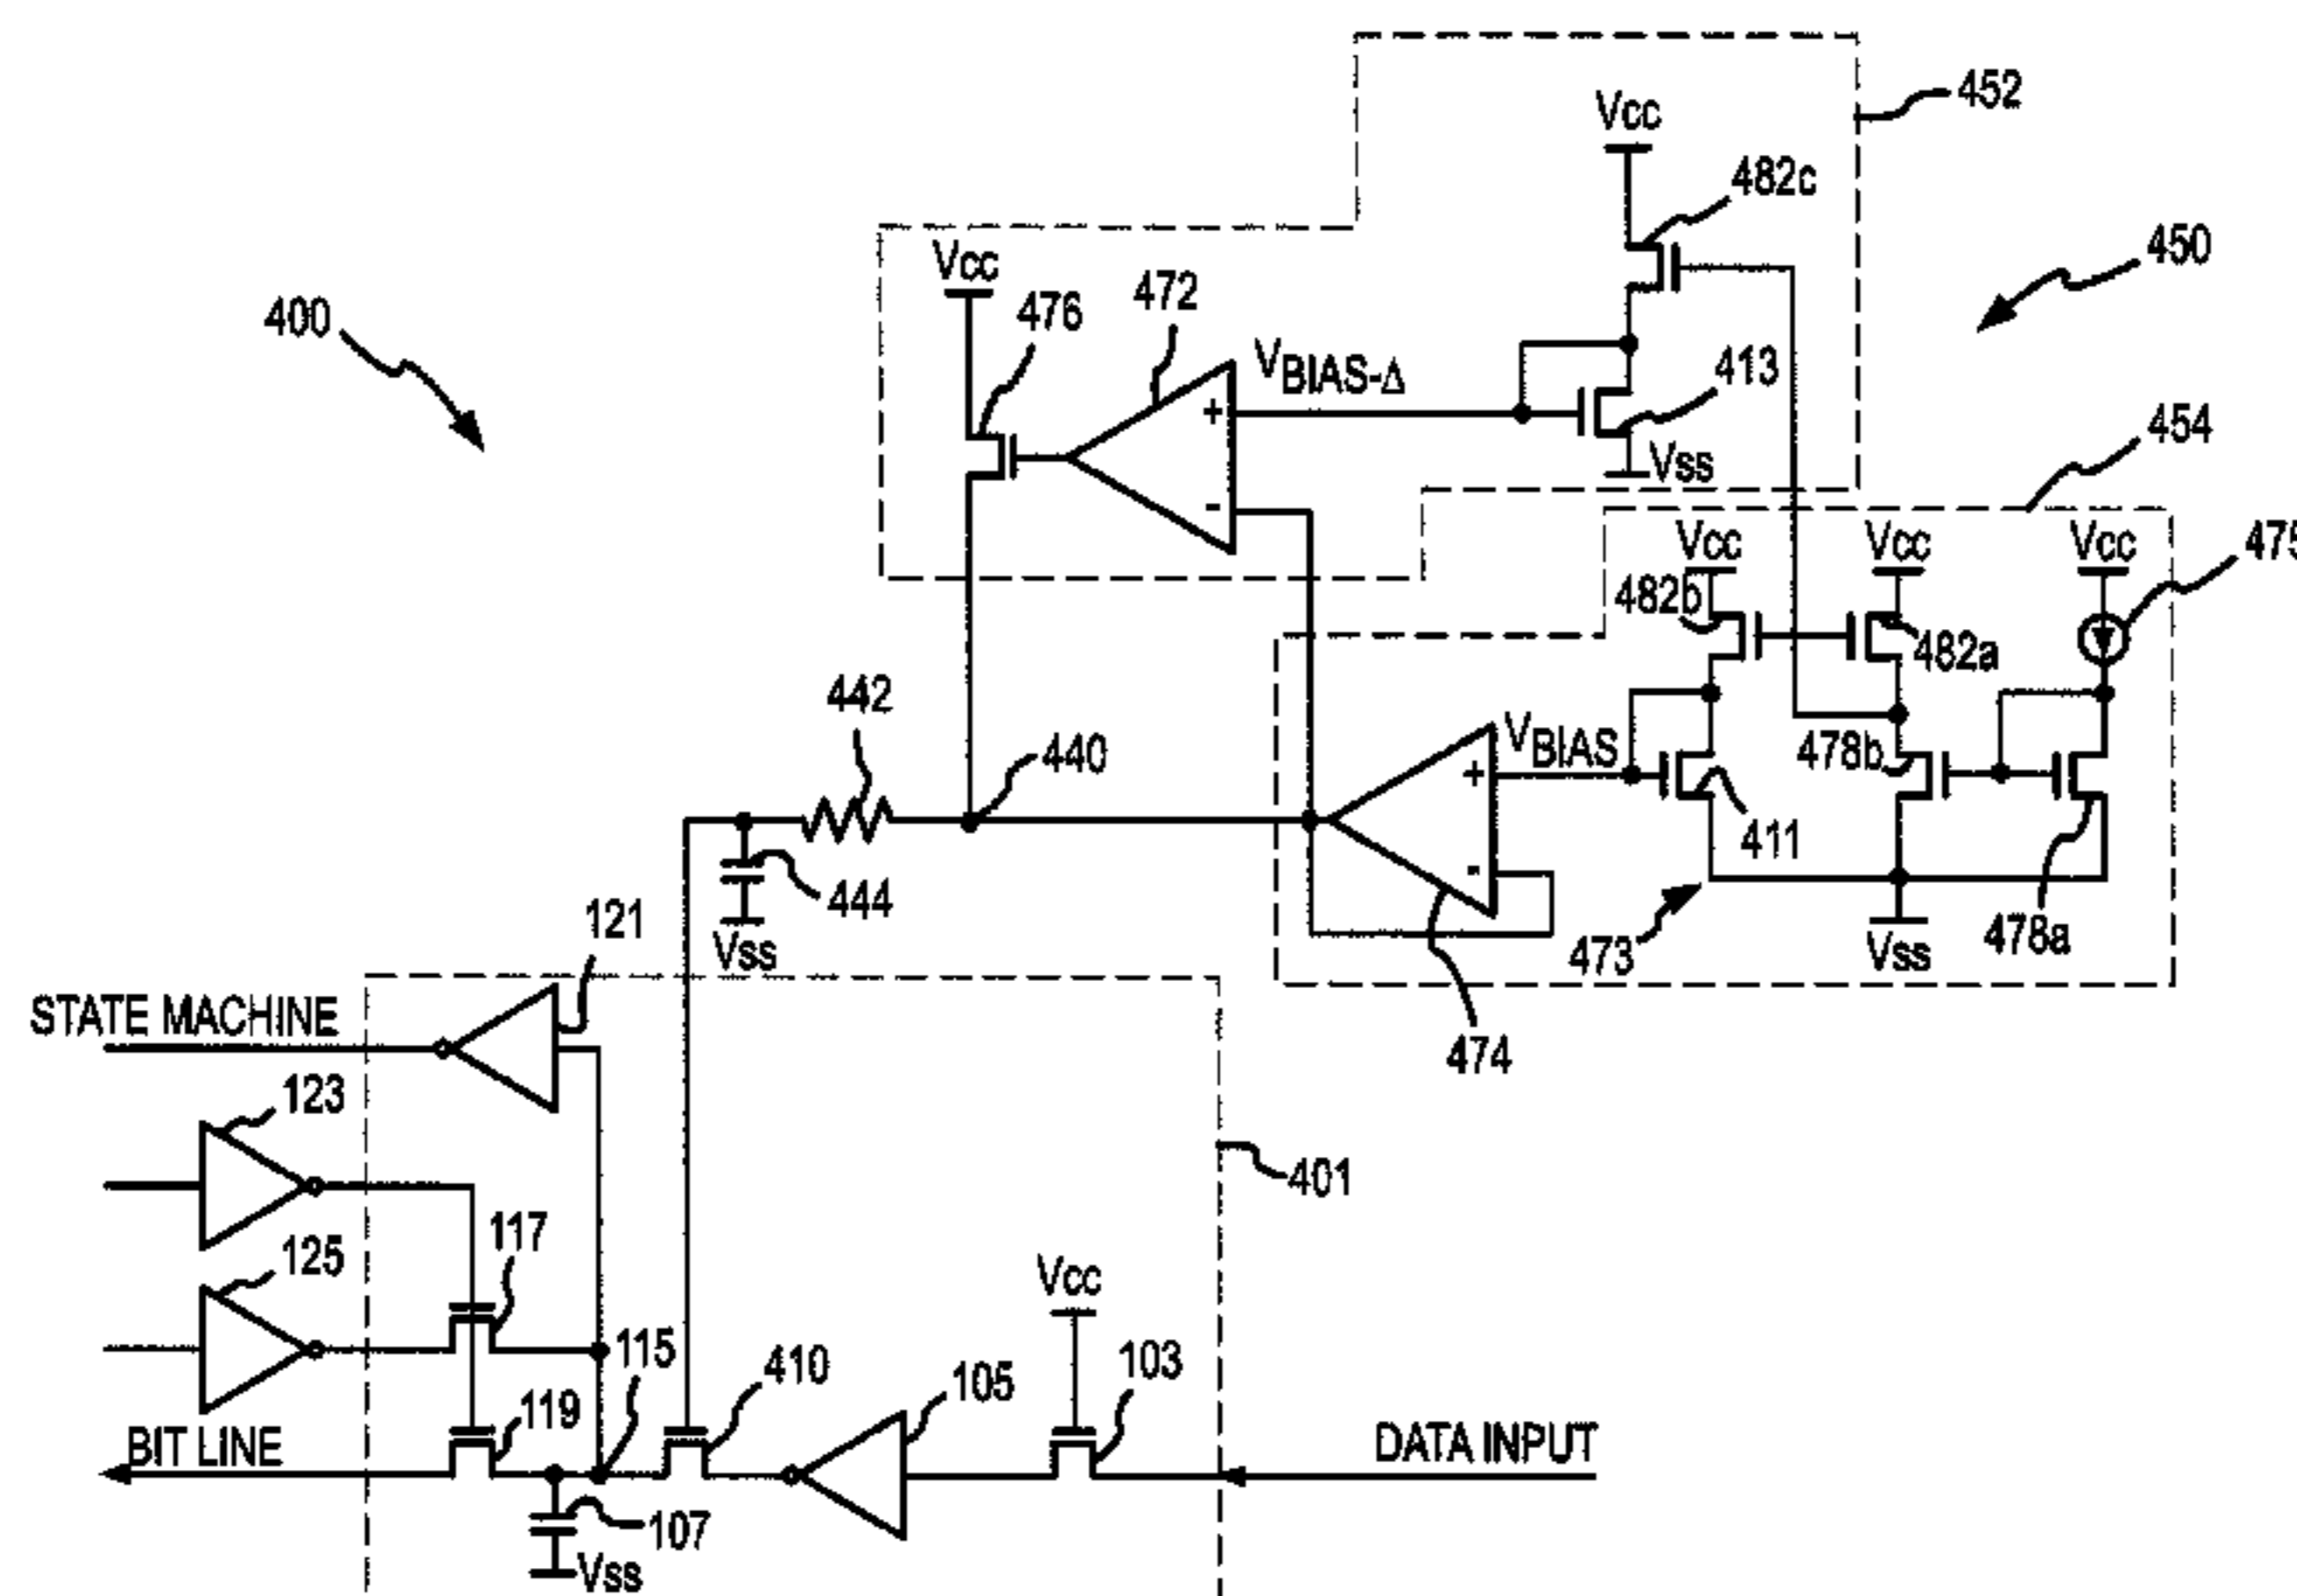 452
Vcc
482c
450
Vcc
400
476
472
VBIAS-Δ
413
Vss
454
Vcc
Vcc
Vcc
475
482b
482a
442
440
VBIAS
478b
411
444
Vss
121
473
Vss
478a
474
STATE MACHINE
123
401
117
125
Vcc
115
410
105
103
119
BIT LINE
DATA INPUT
107
Vss